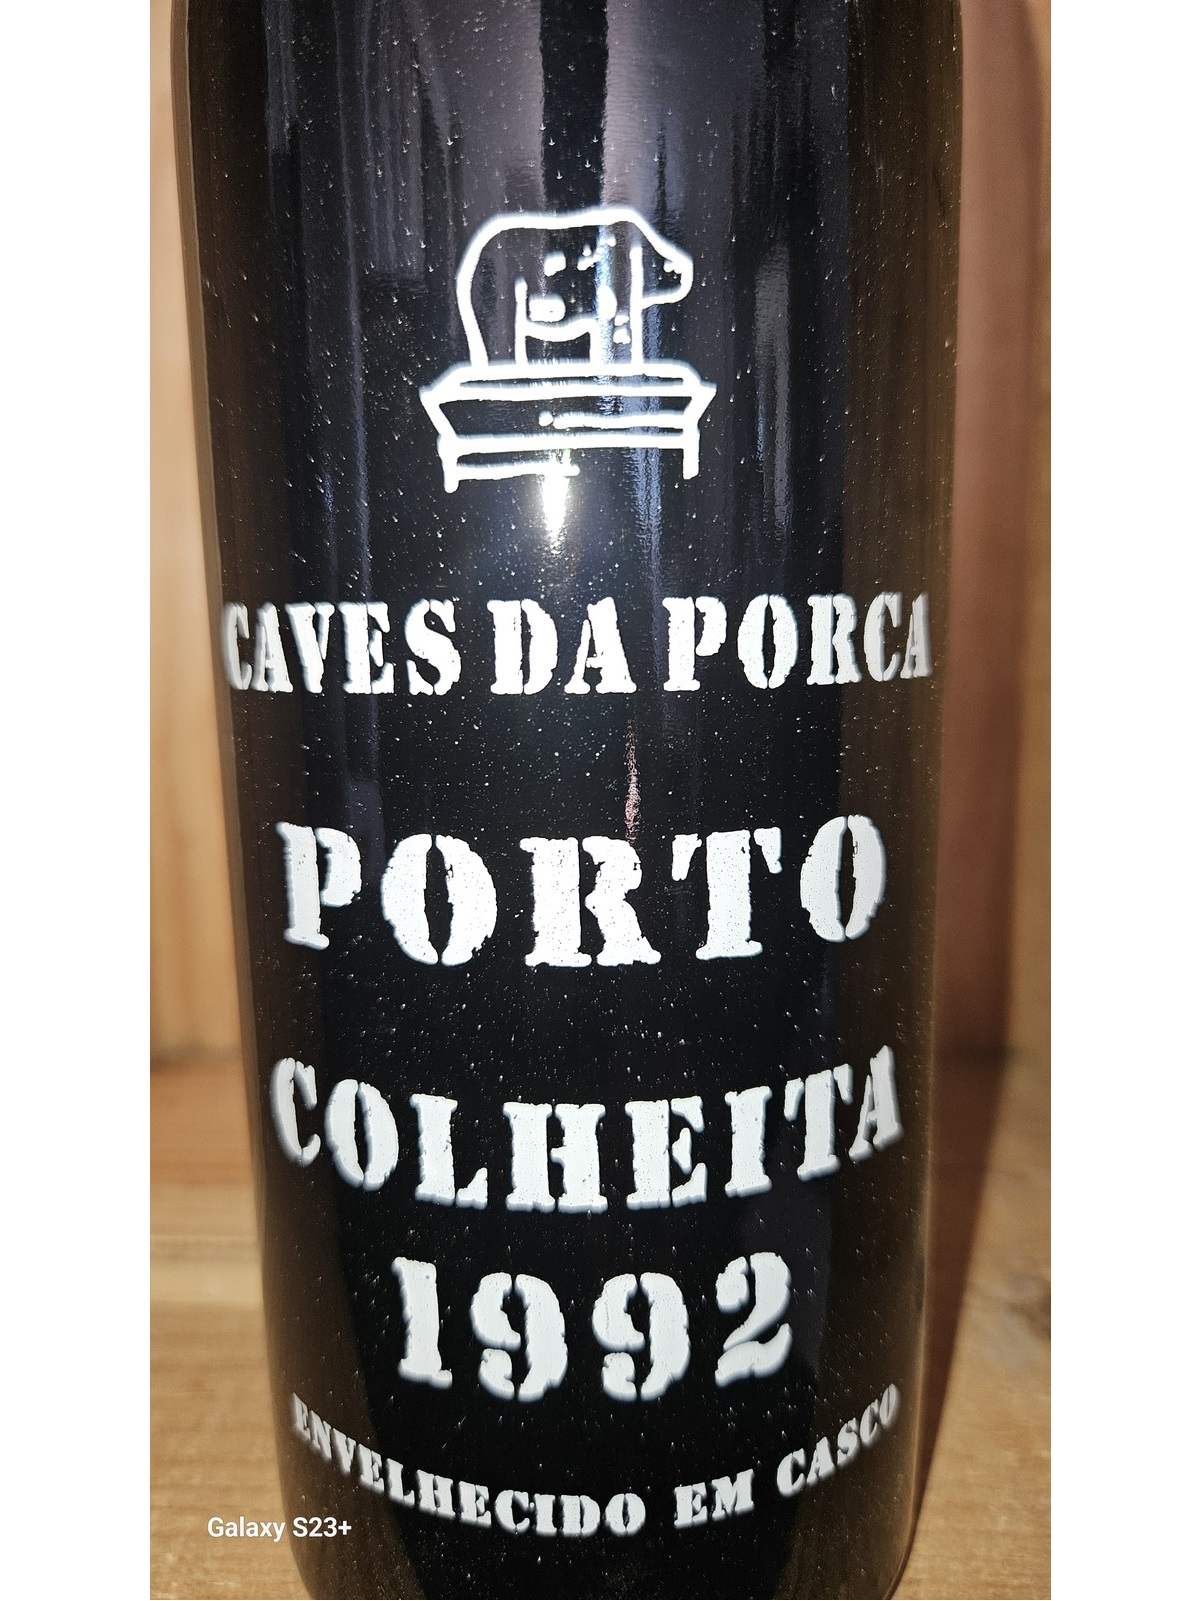 CAVES DA PORCA
PORTO
COLHEITA
1992
ENVELHECIDO EM CASCO
Galaxy S23+